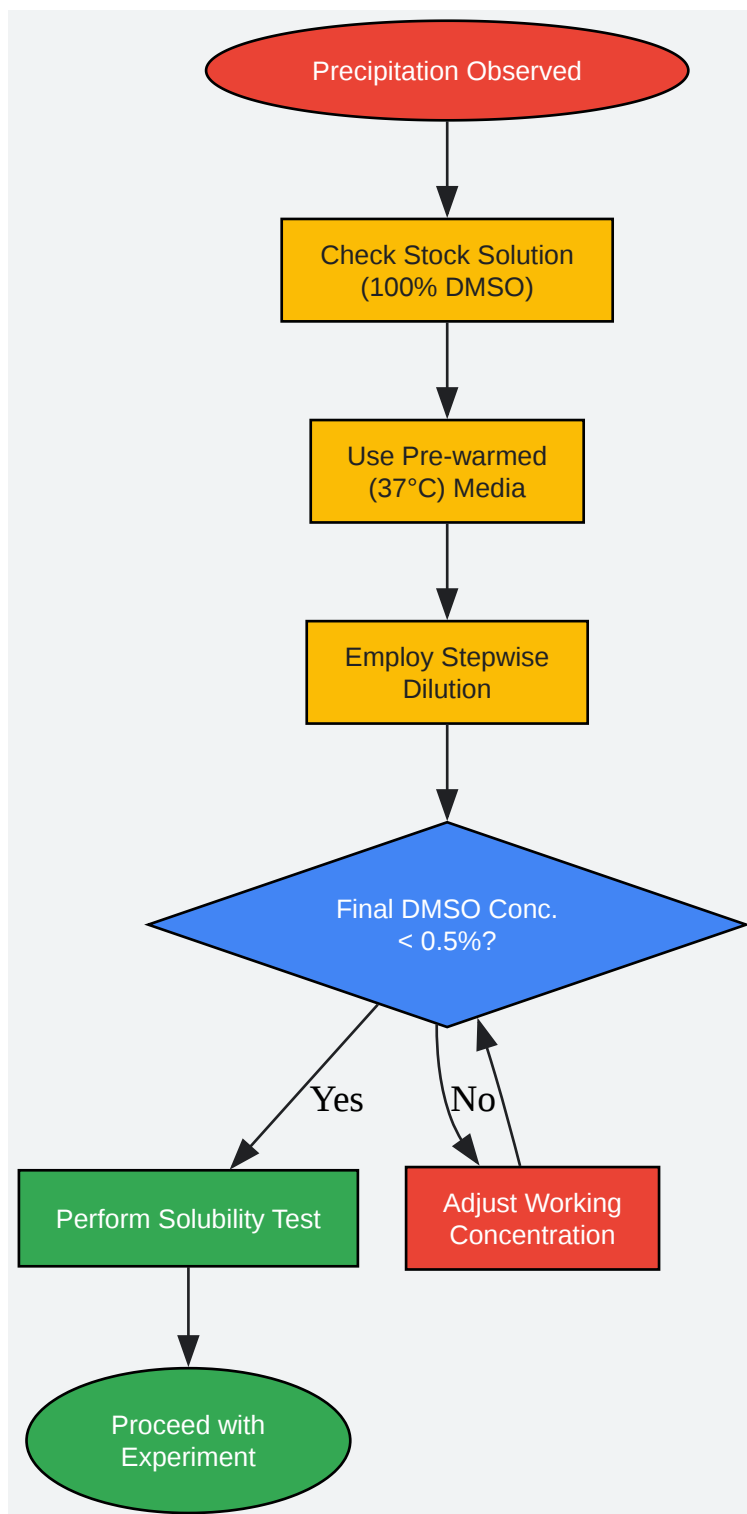 Precipitation Observed
Check Stock Solution
(100% DMSO)
Use Pre-warmed
(37°C) Media
Employ Stepwise
Dilution
Final DMSO Conc.
< 0.5%?
Yes
No
Perform Solubility Test
Adjust Working
Concentration
Proceed with
Experiment